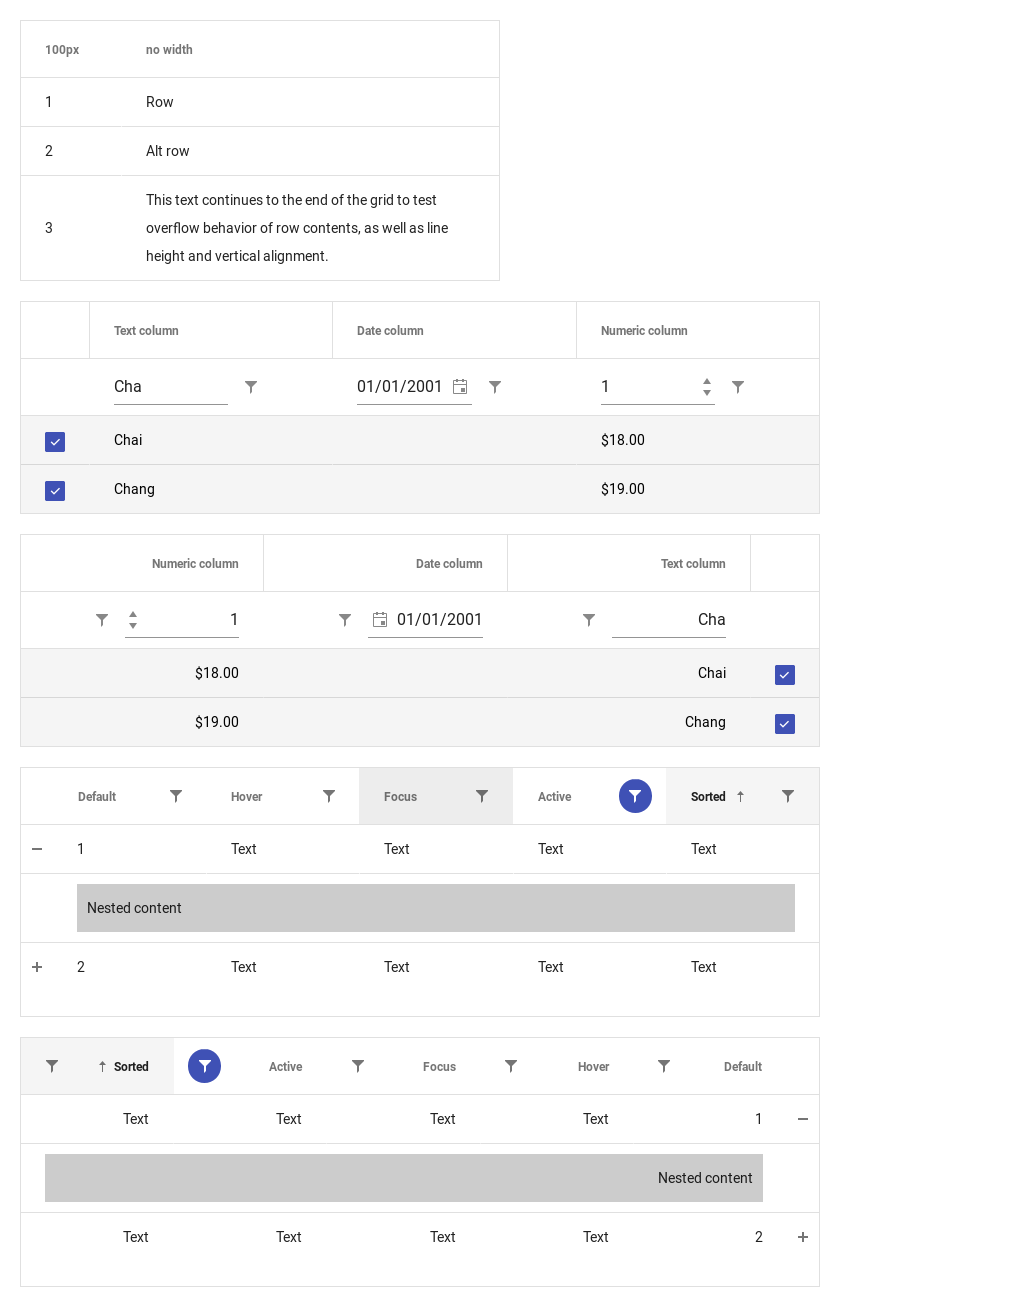 100px no width
1 Row
2 Alt row
This text continues to the end of the grid to test
3 overflow behavior of row contents, as well as line
height and vertical alignment.
Text column Date column Numeric column
Cha 01/01/2001 1
Chai $18.00
Chang $19.00
Numeric column Date column Text column
1 01/01/2001 Cha
$18.00 Chai
$19.00 Chang
Default Hover Focus Active Sorted
1 Text Text Text Text
Nested content
2 Text Text Text Text
Sorted Active Focus Hover Default
Text Text Text Text 1
Nested content
Text Text Text Text 2